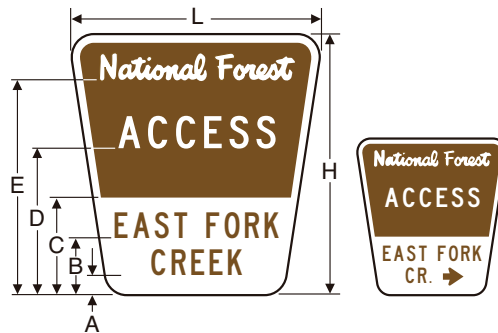 L
National Forest
ACCESS
EAST FORK
CREEK
H
E
D
C
B
A
National Forest
ACCESS
EAST FORK
CR. →